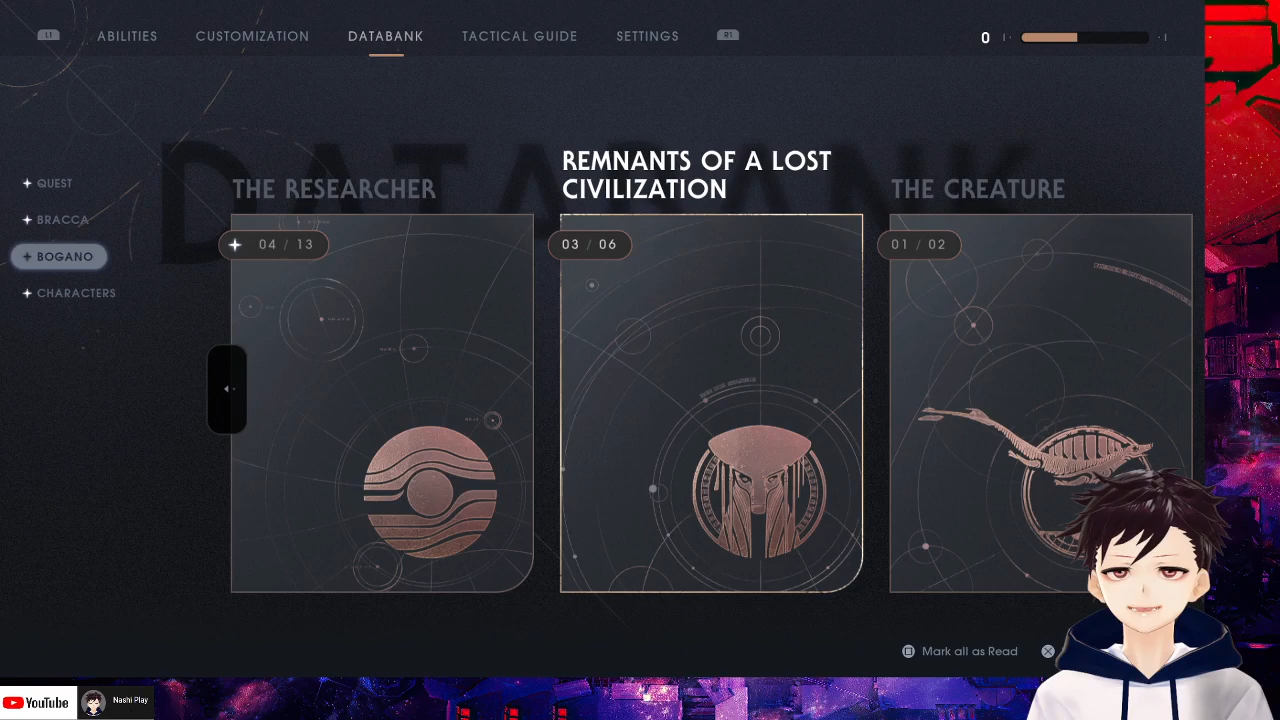 L1 ABILITIES CUSTOMIZATION DATABANK TACTICAL GUIDE SETTINGS R1 0
DATABANK
QUEST
BRACCA
BOGANO
CHARACTERS
THE RESEARCHER
04 / 13
REMNANTS OF A LOST
CIVILIZATION
03 / 06
THE CREATURE
01 / 02
Mark all as Read
YouTube Nashi Play